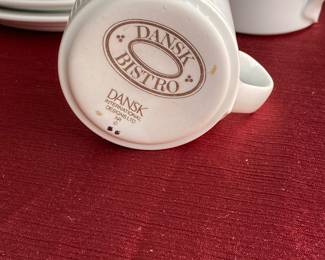 DANSK
BISTRO
DANSK
INTERNATIONAL
DESIGNS LTD
©